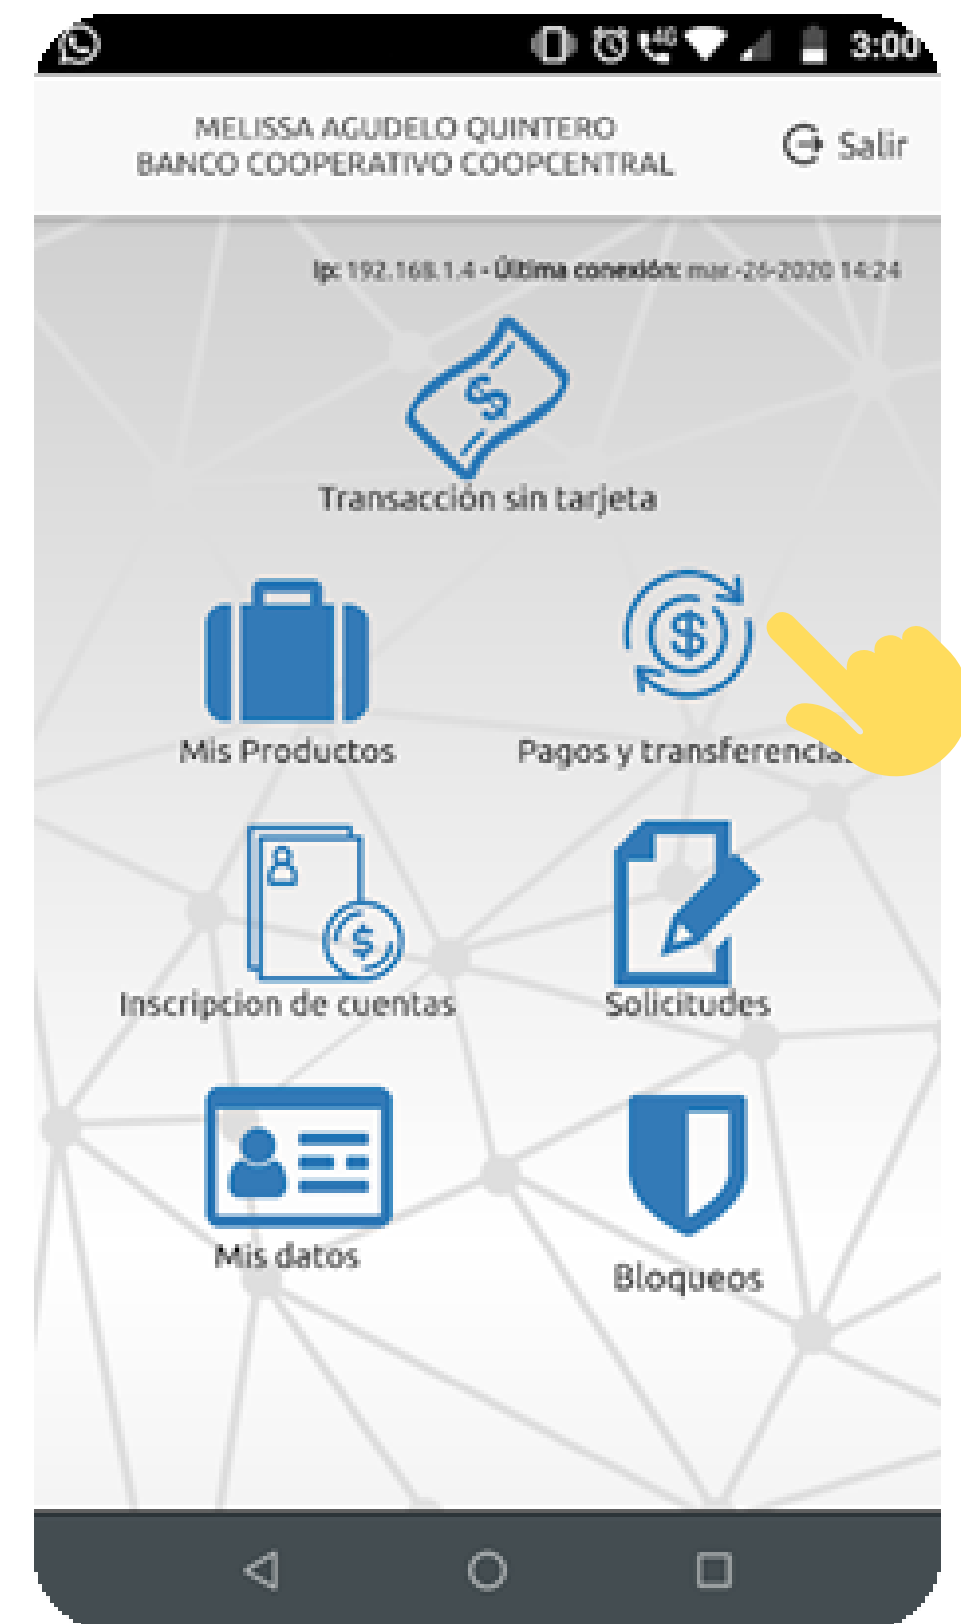 3:00
MELISSA AGUDELO QUINTERO
BANCO COOPERATIVO COOPCENTRAL
Salir
Ip: 192.168.1.4 - Última conexión: mar.-26-2020 14:24
Transacción sin tarjeta
Mis Productos
Pagos y transferencias
Inscripcion de cuentas
Solicitudes
Mis datos
Bloqueos